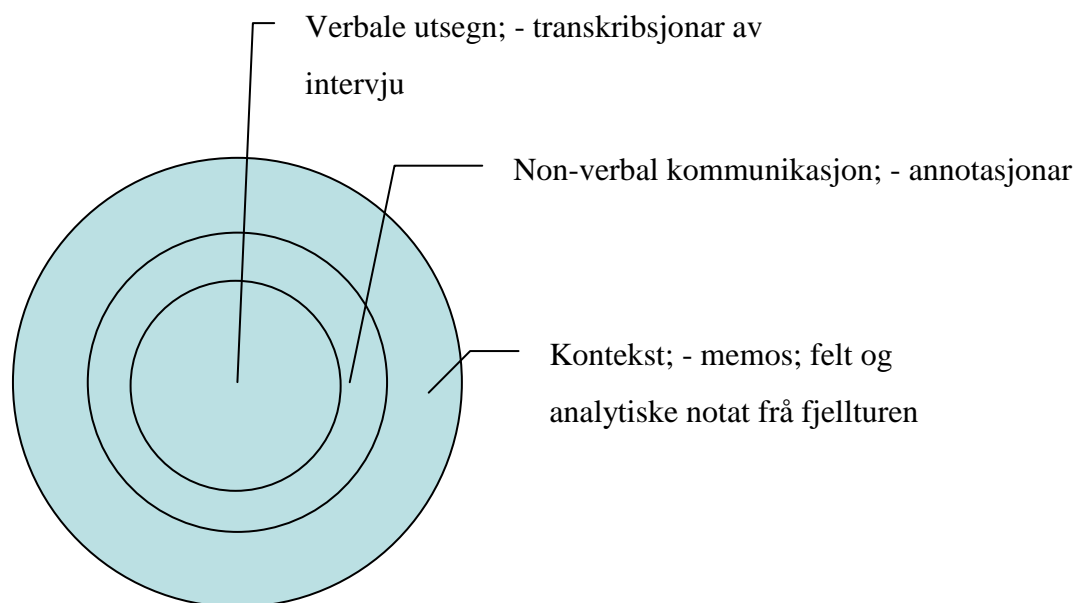 Verbale utsegn; - transkribsjonar av
intervju
Non-verbal kommunikasjon; - annotasjonar
Kontekst; - memos; felt og
analytiske notat frå fjellturen